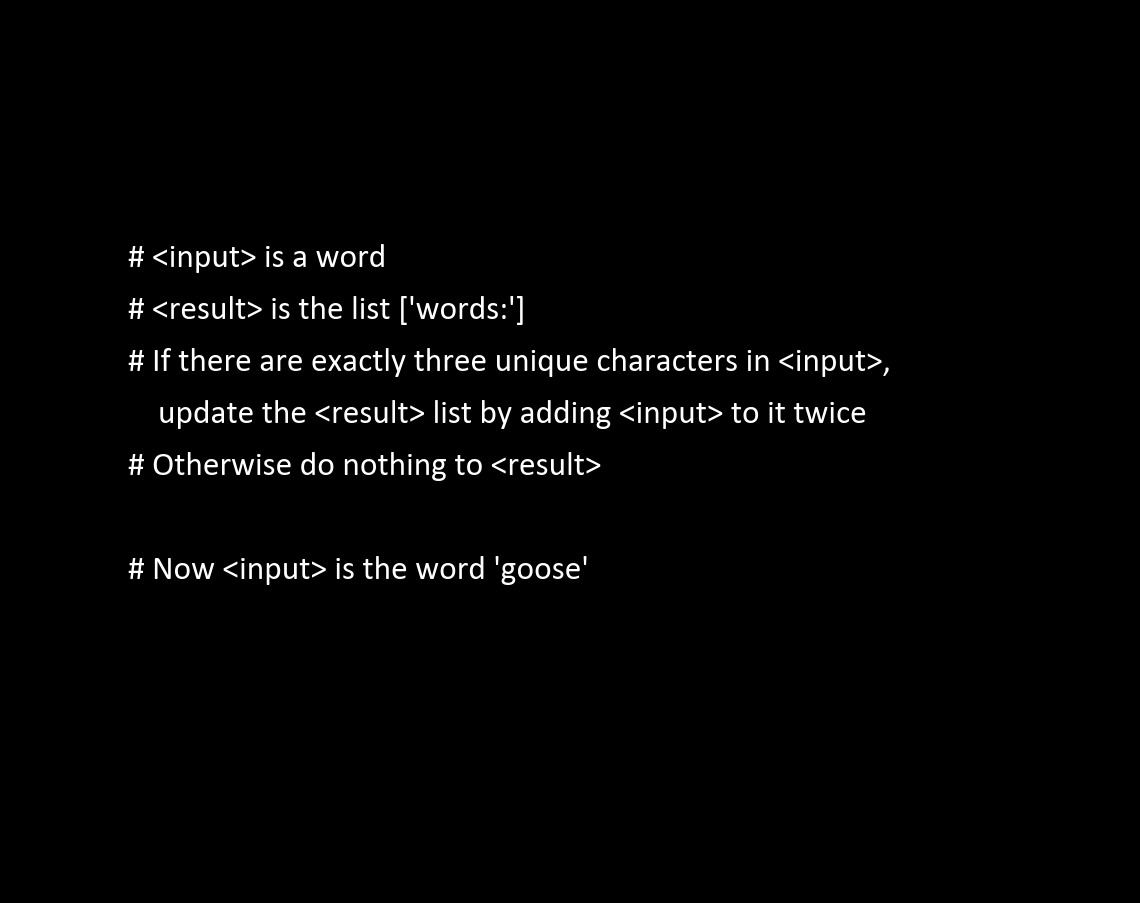 # <input> is a word
# <result> is the list ['words:']
# If there are exactly three unique characters in <input>,
update the <result> list by adding <input> to it twice
# Otherwise do nothing to <result>
# Now <input> is the word 'goose'